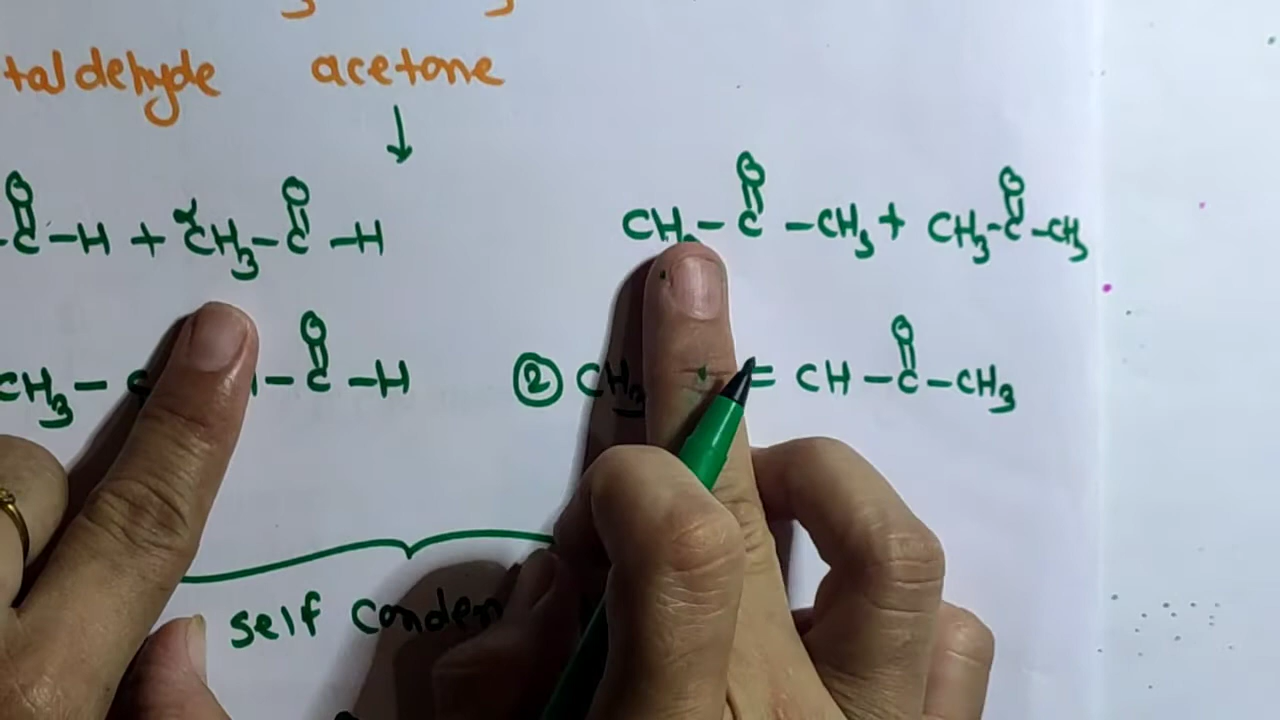 taldehyde acetone
↓
O O O O
-C-H + CH3-C-H CH3-C-CH3 + CH3-C-CH3
O O
CH3- -C-H ② CH3 = CH-C-CH3
self conden